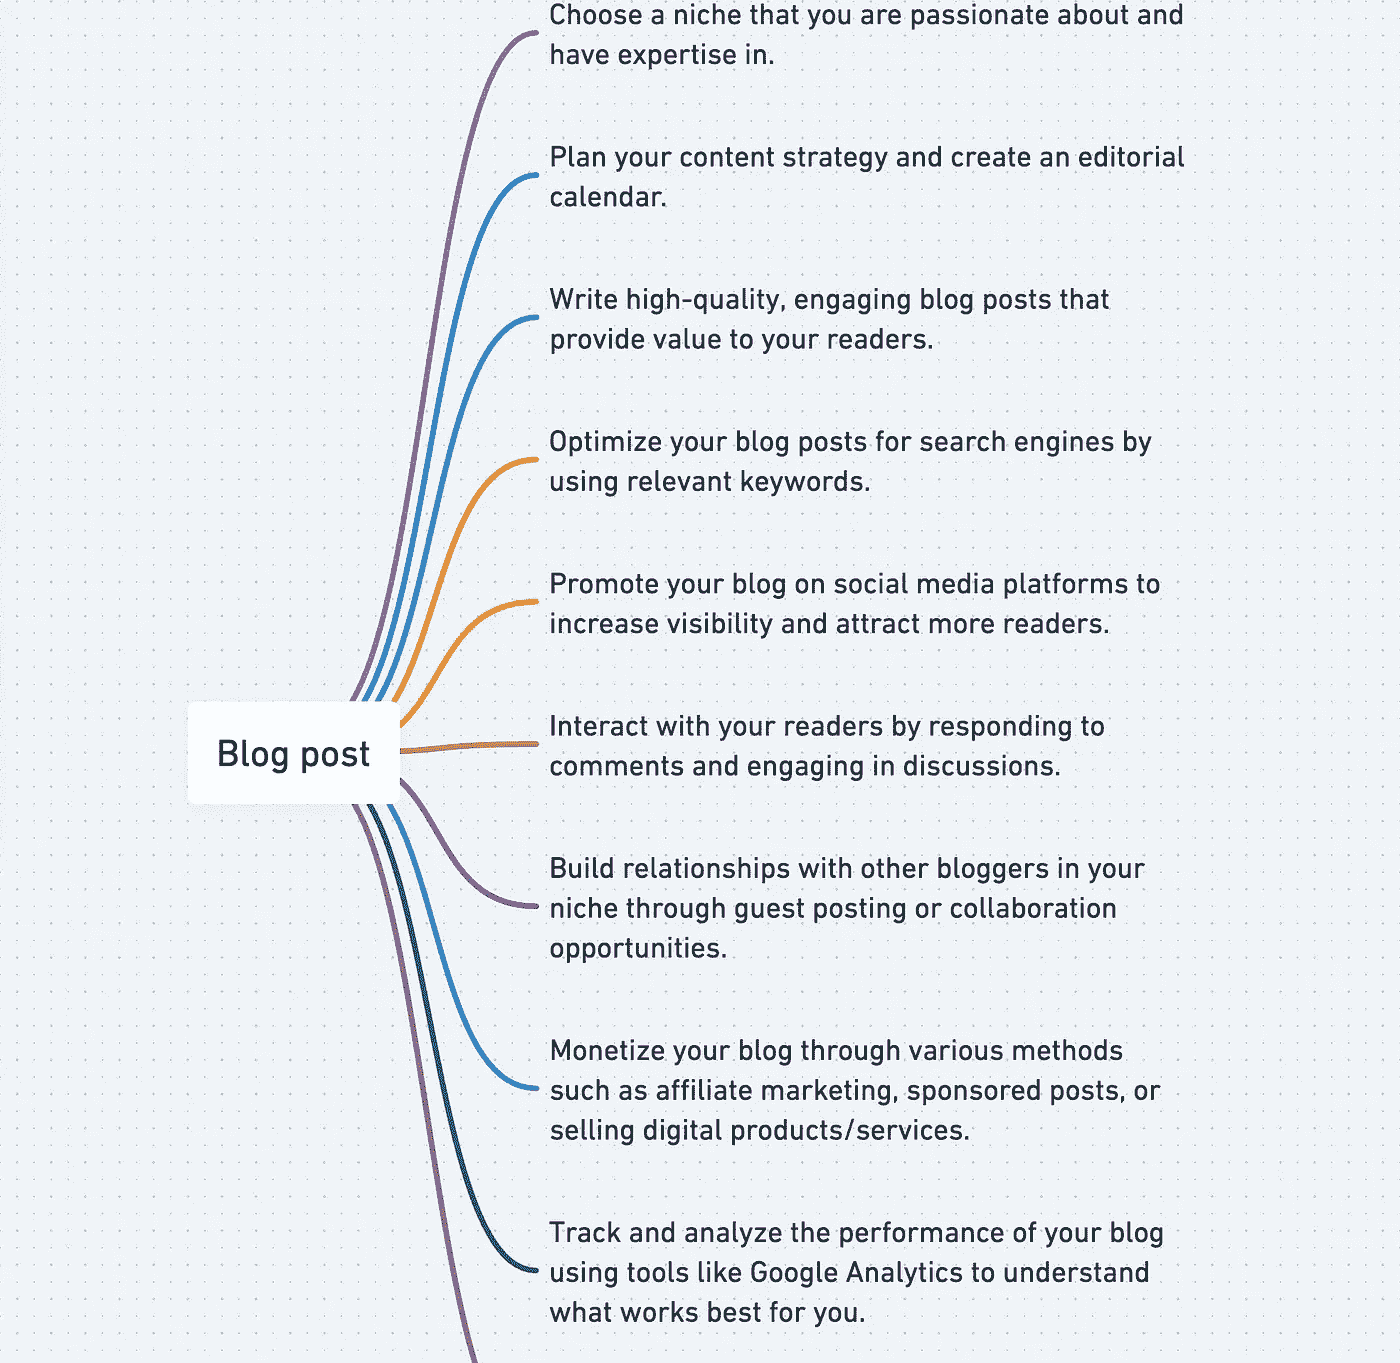 Choose a niche that you are passionate about and
have expertise in.
Plan your content strategy and create an editorial
calendar.
Write high-quality, engaging blog posts that
provide value to your readers.
Optimize your blog posts for search engines by
using relevant keywords.
Promote your blog on social media platforms to
increase visibility and attract more readers.
Blog post
Interact with your readers by responding to
comments and engaging in discussions.
Build relationships with other bloggers in your
niche through guest posting or collaboration
opportunities.
Monetize your blog through various methods
such as affiliate marketing, sponsored posts, or
selling digital products/services.
Track and analyze the performance of your blog
using tools like Google Analytics to understand
what works best for you.